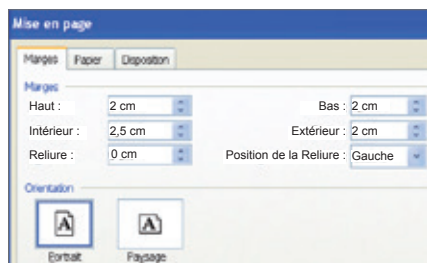 Mise en page
Marges Paper Disposition
Marges
Haut : 2 cm Bas : 2 cm
Intérieur : 2,5 cm Extérieur : 2 cm
Reliure : 0 cm Position de la Reliure : Gauche
Orientation
A A
Portrait Paysage